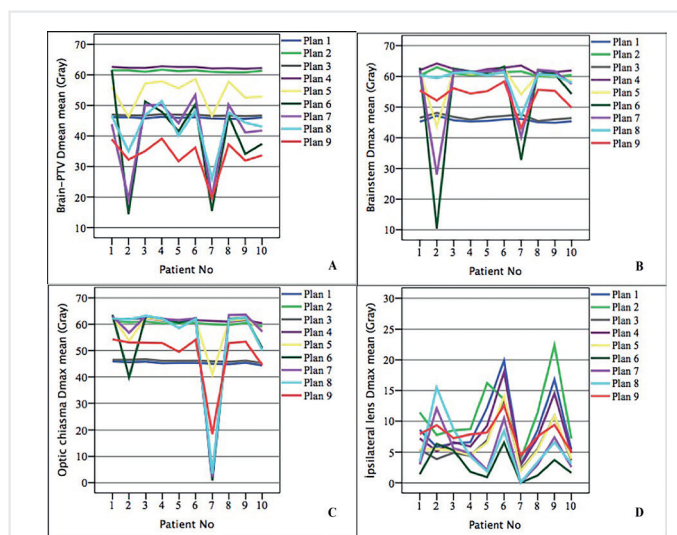 Brain-PTV Dmean mean (Gray)
70
60
50
40
30
20
10
1 2 3 4 5 6 7 8 9 10
Patient No
A
Plan 1
Plan 2
Plan 3
Plan 4
Plan 5
Plan 6
Plan 7
Plan 8
Plan 9
Brainstem Dmax mean (Gray)
70
60
50
40
30
20
10
1 2 3 4 5 6 7 8 9 10
Patient No
B
Plan 1
Plan 2
Plan 3
Plan 4
Plan 5
Plan 6
Plan 7
Plan 8
Plan 9
Optic chiasma Dmax mean (Gray)
70
60
50
40
30
20
10
0
1 2 3 4 5 6 7 8 9 10
Patient No
C
Plan 1
Plan 2
Plan 3
Plan 4
Plan 5
Plan 6
Plan 7
Plan 8
Plan 9
Ipsilateral lens Dmax mean (Gray)
30
25
20
15
10
5
0
1 2 3 4 5 6 7 8 9 10
Patient No
D
Plan 1
Plan 2
Plan 3
Plan 4
Plan 5
Plan 6
Plan 7
Plan 8
Plan 9